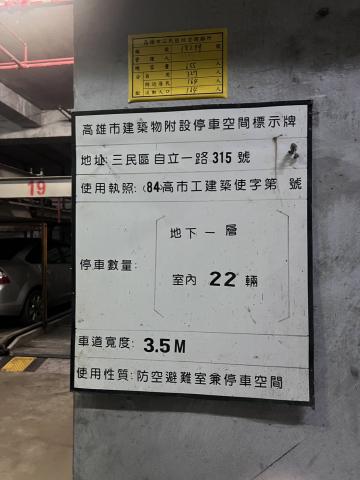 高雄市建築物附設停車空間標示牌
地址:三民區自立一路315號
使用執照:(84)高市工建築使字第 號
停車數量:
地下一層
室內 22 輛
車道寬度: 3.5M
使用性質:防空避難室兼停車空間
19